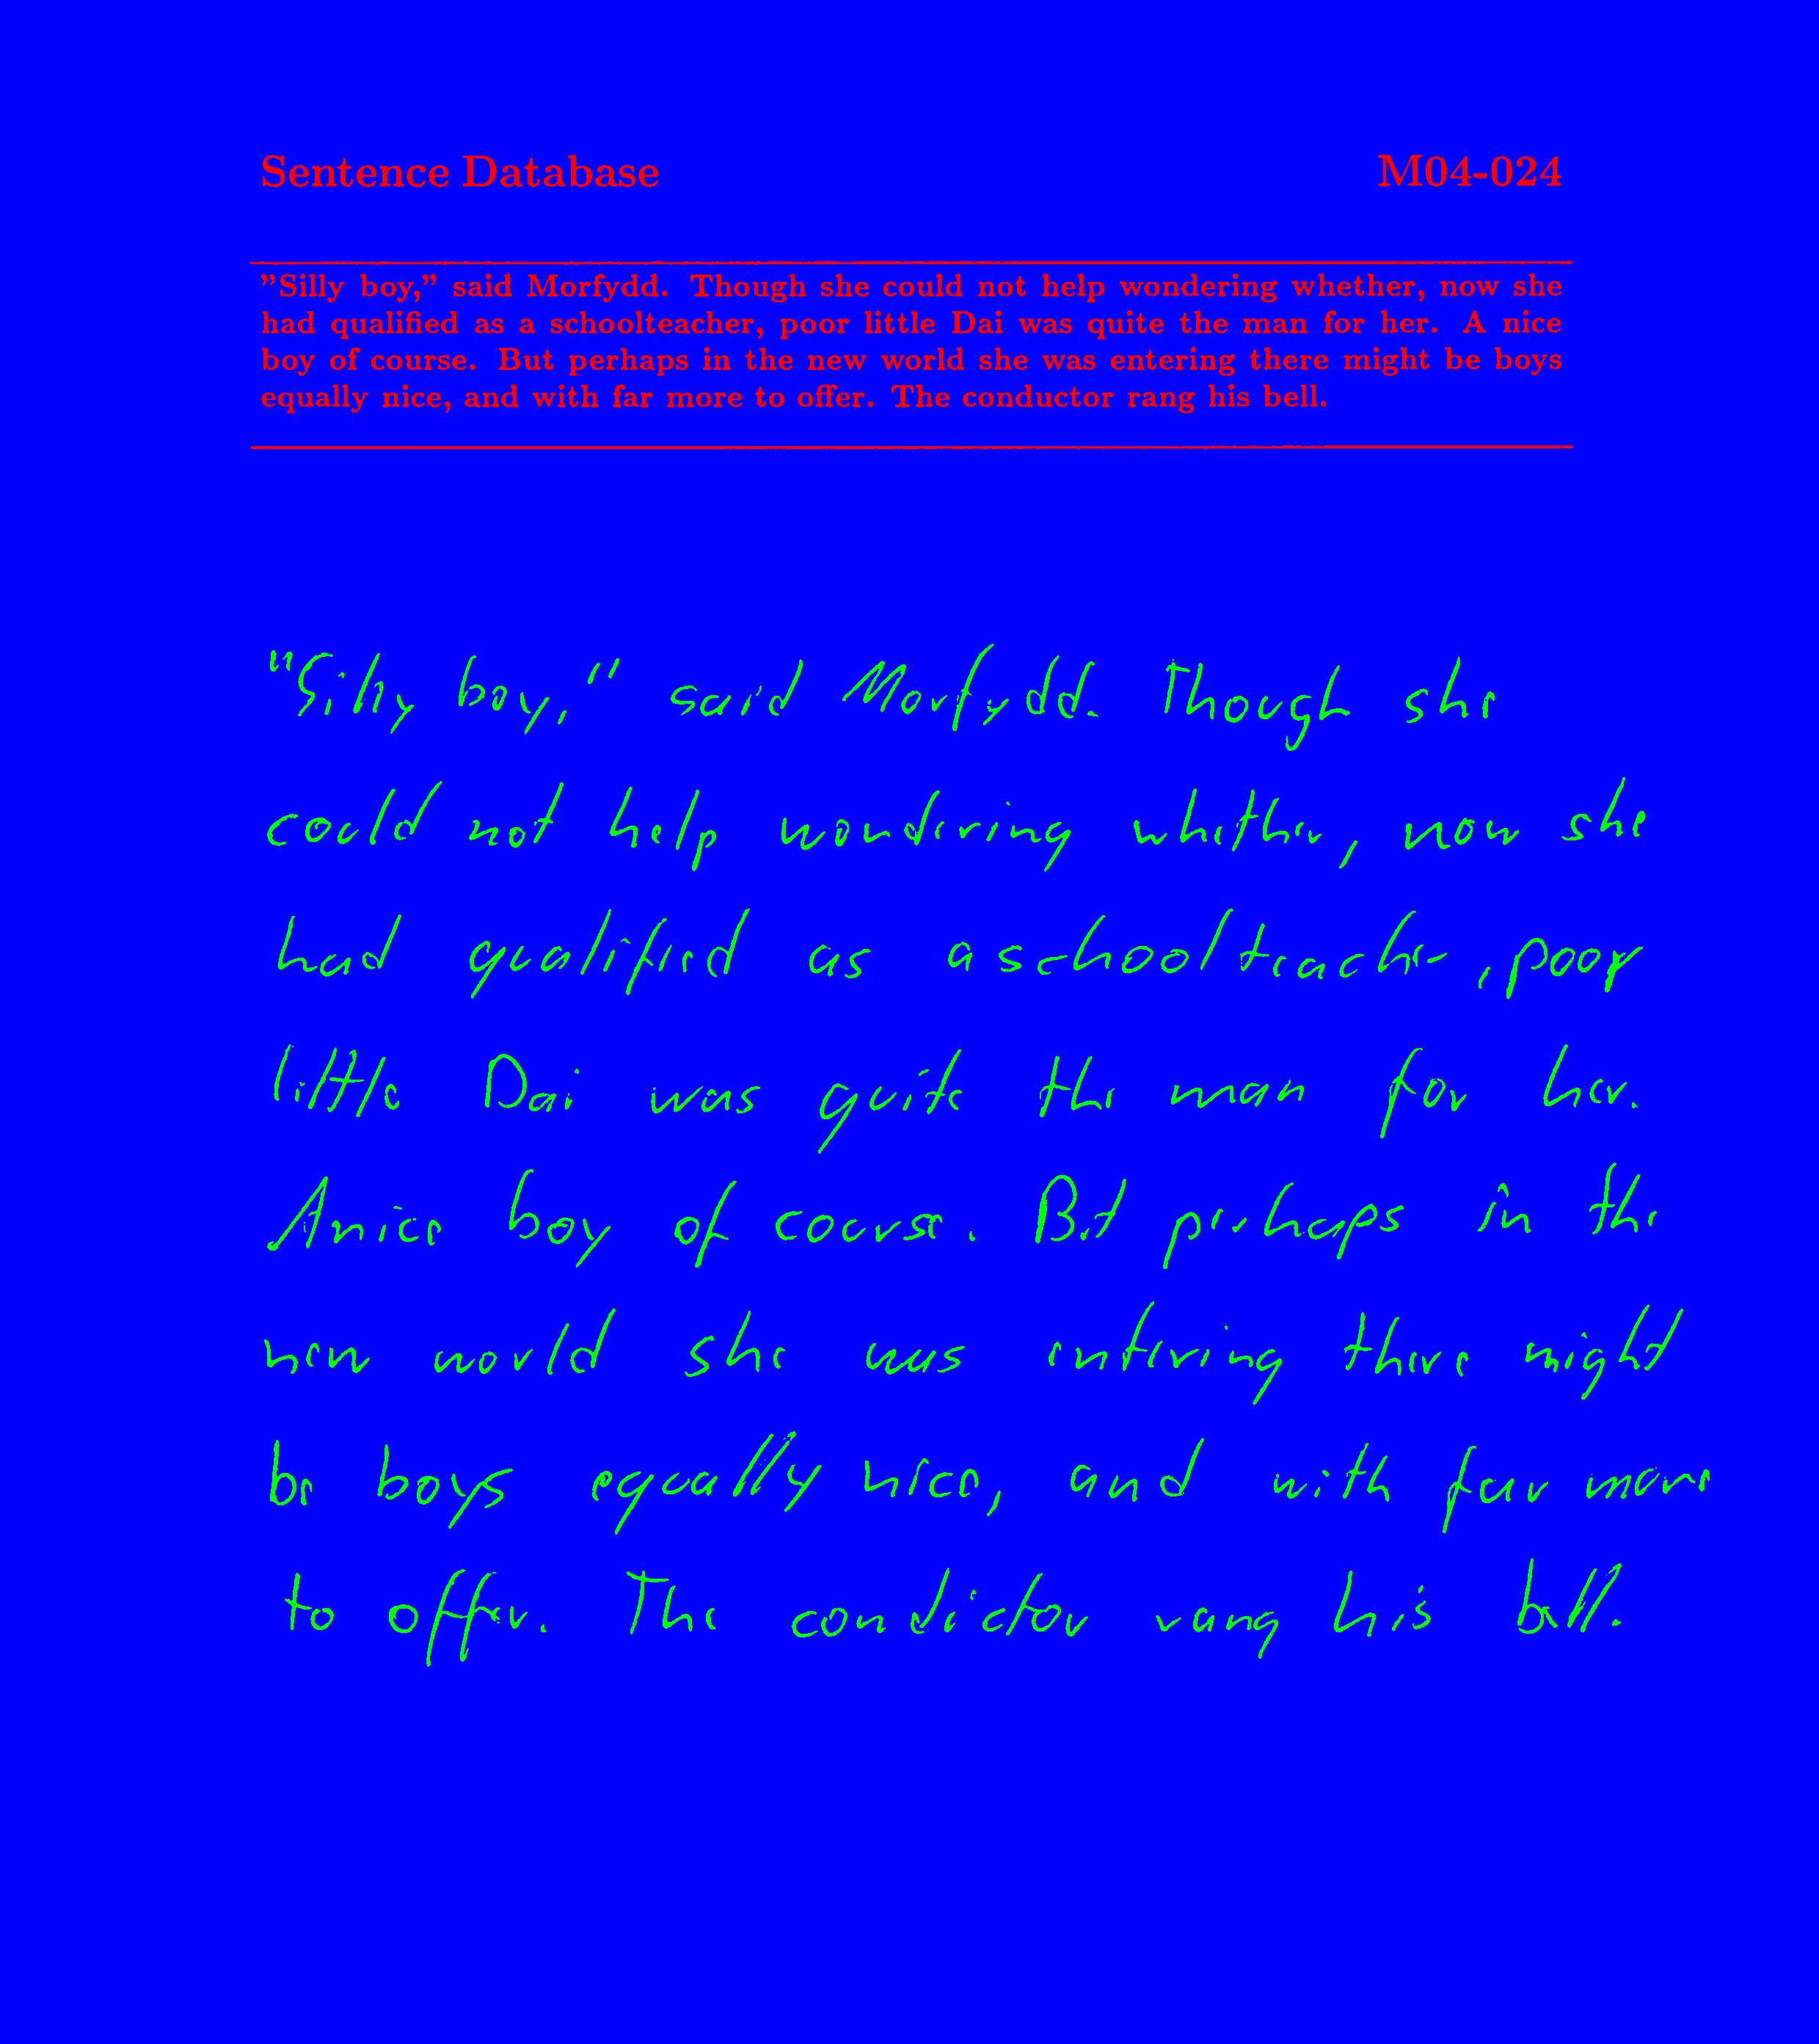 Sentence Database M04-024
"Silly boy," said Morfydd. Though she could not help wondering whether, now she
had qualified as a schoolteacher, poor little Dai was quite the man for her. A nice
boy of course. But perhaps in the new world she was entering there might be boys
equally nice, and with far more to offer. The conductor rang his bell.
"Silly boy," said Morfydd. Though she
could not help wondering whether, now she
had qualified as a schoolteacher, poor
little Dai was quite the man for her.
A nice boy of course. But perhaps in the
new world she was entering there might
be boys equally nice, and with far more
to offer. The conductor rang his bell.